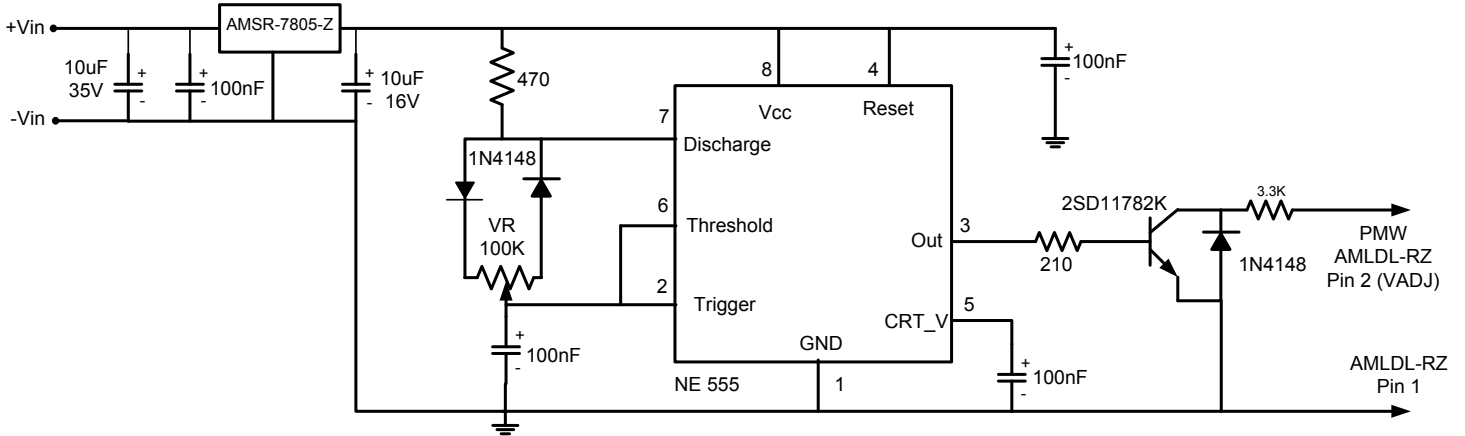 +Vin
AMSR-7805-Z
10uF
35V
+
-
+
-
100nF
+
-
10uF
16V
470
+
-
100nF
-Vin
8
4
Vcc
Reset
7
Discharge
1N4148
6
Threshold
VR
100K
2
Trigger
3
Out
210
2SD11782K
3.3K
1N4148
PMW
AMLDL-RZ
Pin 2 (VADJ)
5
CRT_V
GND
1
NE 555
+
-
100nF
+
-
100nF
AMLDL-RZ
Pin 1